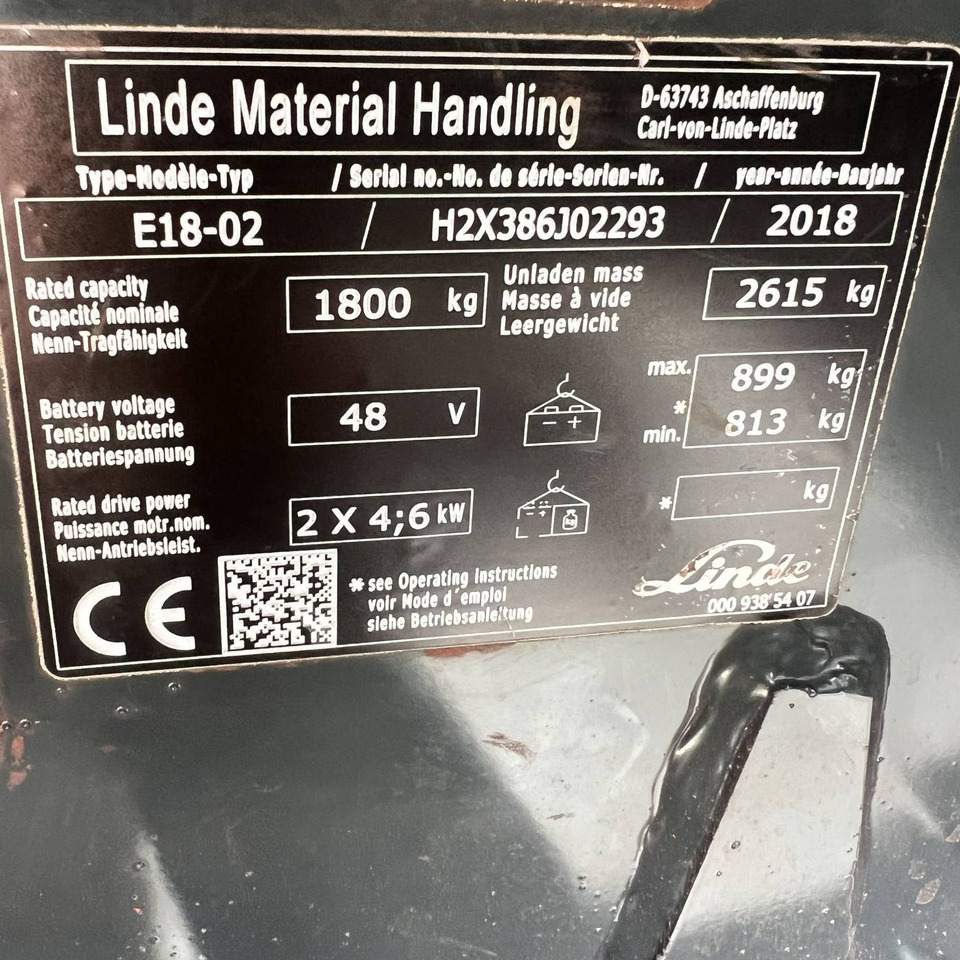 Linde Material Handling
D-63743 Aschaffenburg
Carl-von-Linde-Platz
Type-Modèle-Typ / Serial no.-No. de série-Serien-Nr. / year-année-Baujahr
E18-02 / H2X386J02293 / 2018
Rated capacity
Capacité nominale
Nenn-Tragfähigkeit
1800 kg
Unladen mass
Masse à vide
Leergewicht
2615 kg
Battery voltage
Tension batterie
Batteriespannung
48 V
- +
max. 899 kg
*
min. 813 kg
Rated drive power
Puissance motr.nom.
Nenn-Antriebsleist.
2 X 4;6 kW
- +
kg
* kg
CE
* see Operating Instructions
voir Mode d'emploi
siehe Betriebsanleitung
Linde
000 938 54 07